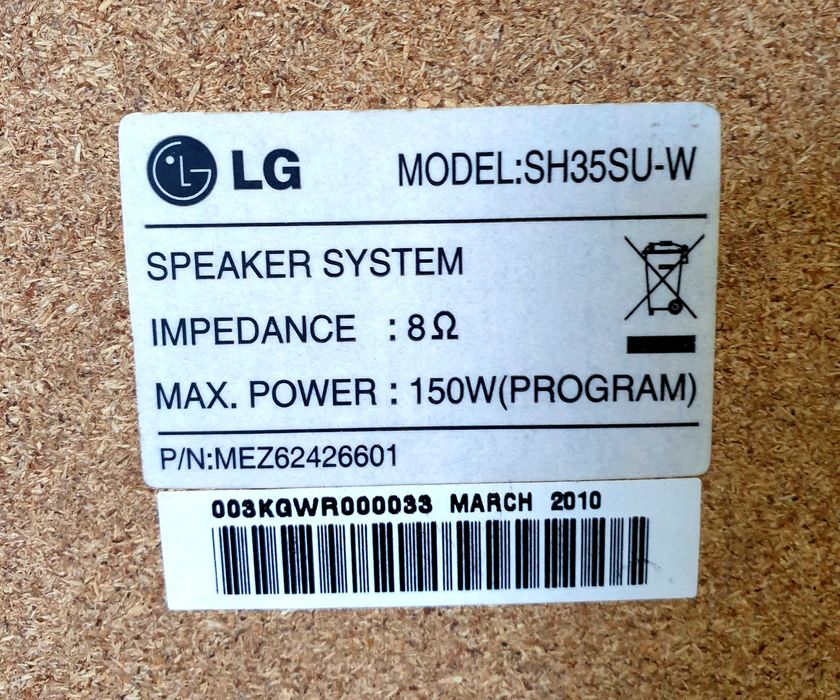 LG MODEL:SH35SU-W
SPEAKER SYSTEM
IMPEDANCE : 8Ω
MAX. POWER : 150W(PROGRAM)
P/N:MEZ62426601
003KGWR000033 MARCH 2010